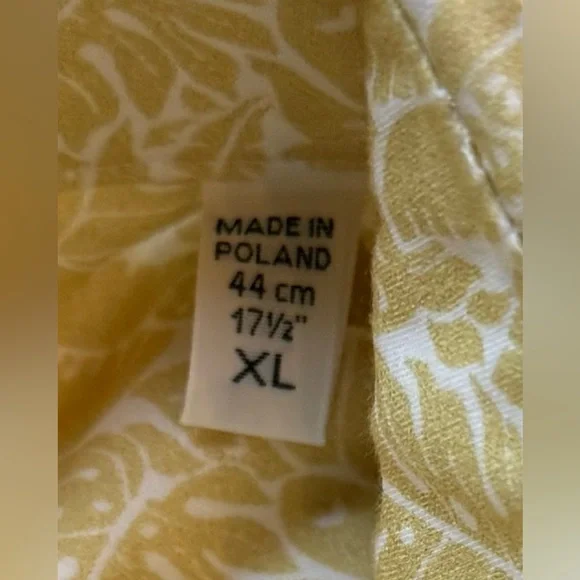 MADE IN
POLAND
44 cm
17½"
XL